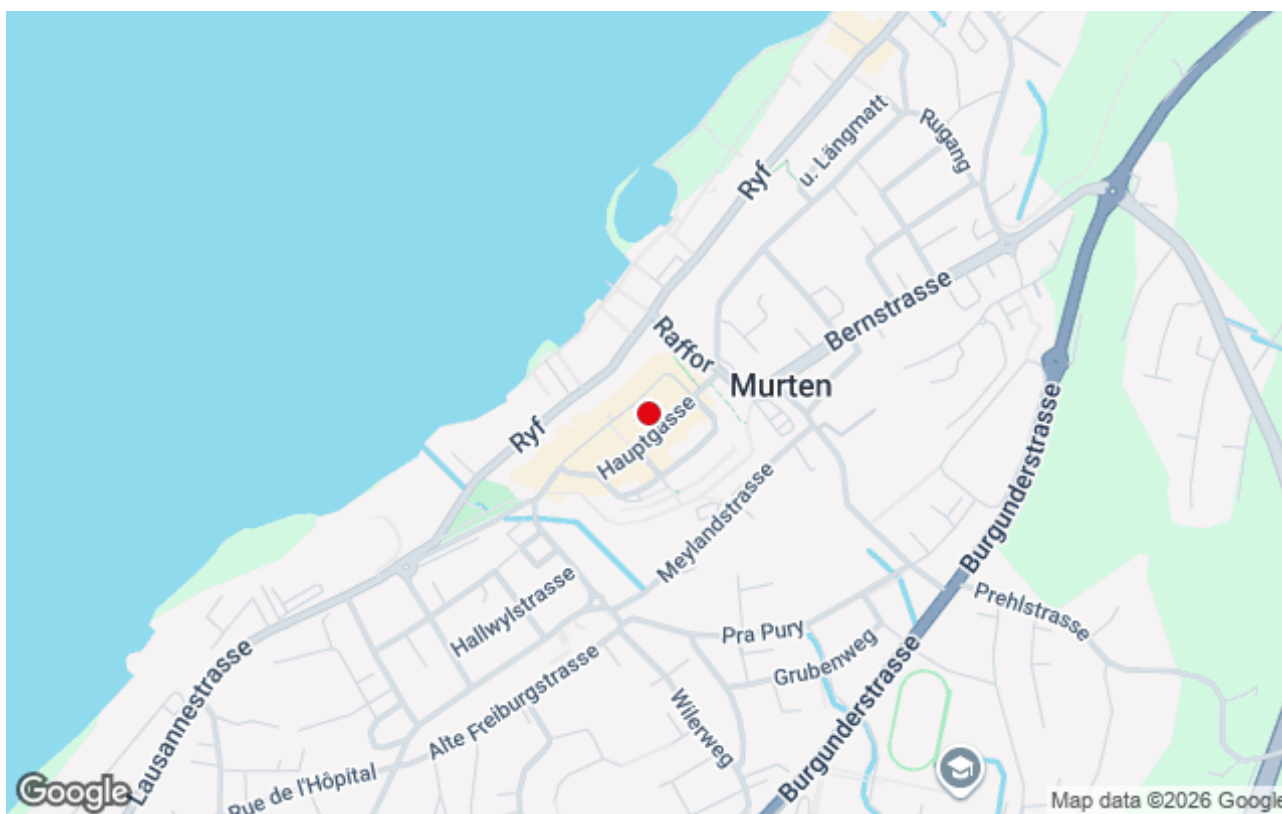 u. Längmatt
Rugang
Ryf
Bernstrasse
Raffor
Murten
Ryf
Hauptgasse
Burgunderstrasse
Meylandstrasse
Prehlstrasse
Hallwylstrasse
Pra Pury
Grubenweg
Burgunderstrasse
Lausannestrasse
Alte Freiburgstrasse
Wilerweg
Rue de l'Hôpital
Google
Map data ©2026 Google